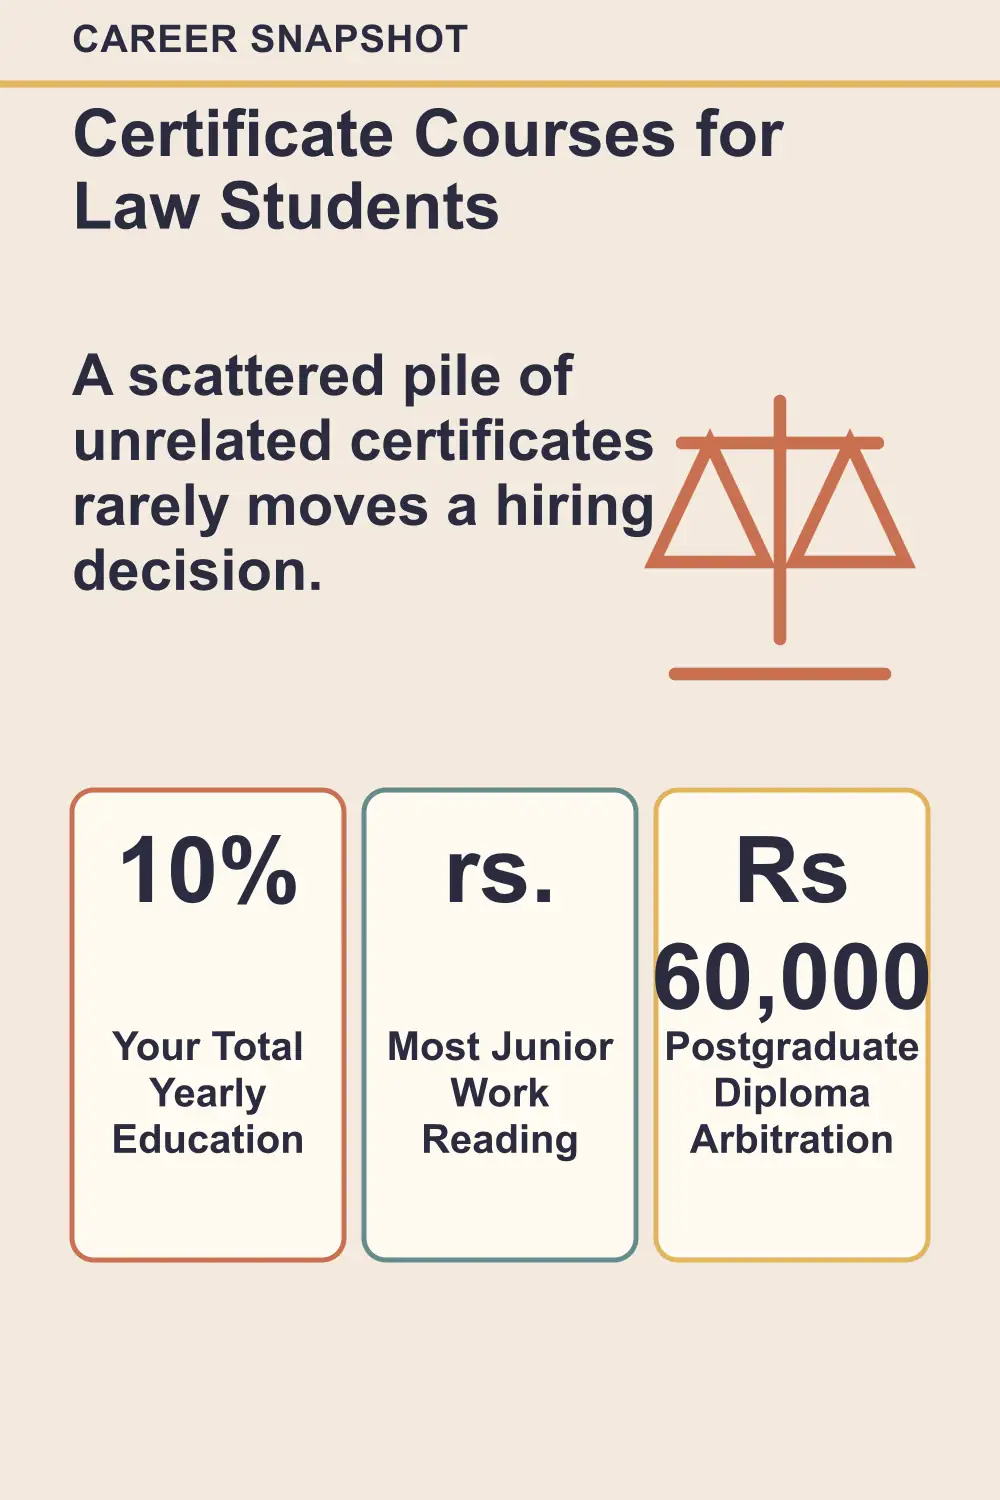 CAREER SNAPSHOT
Certificate Courses for
Law Students
A scattered pile of
unrelated certificates
rarely moves a hiring
decision.
10%
Your Total
Yearly
Education
rs.
Most Junior
Work
Reading
Rs
60,000
Postgraduate
Diploma
Arbitration